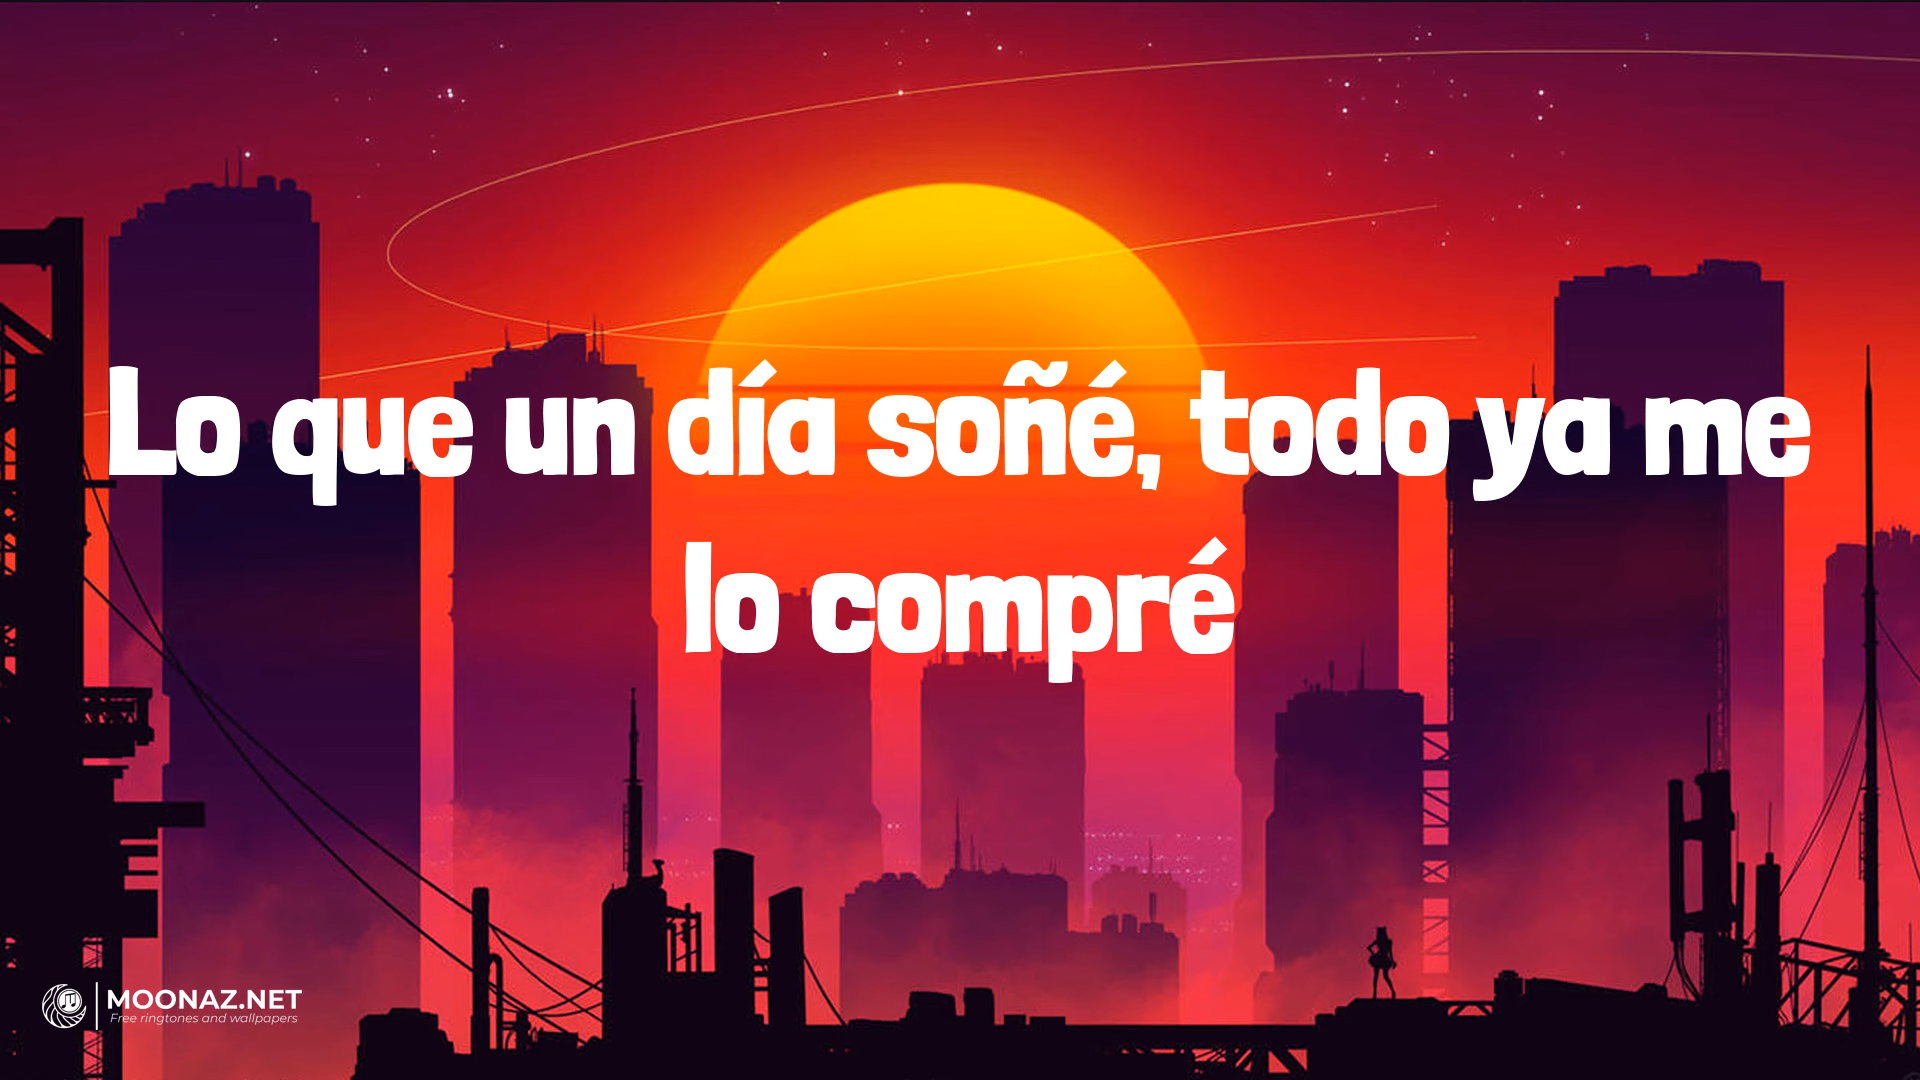 Lo que un día soñé, todo ya me
lo compré
MOONAZ.NET
Free ringtones and wallpapers